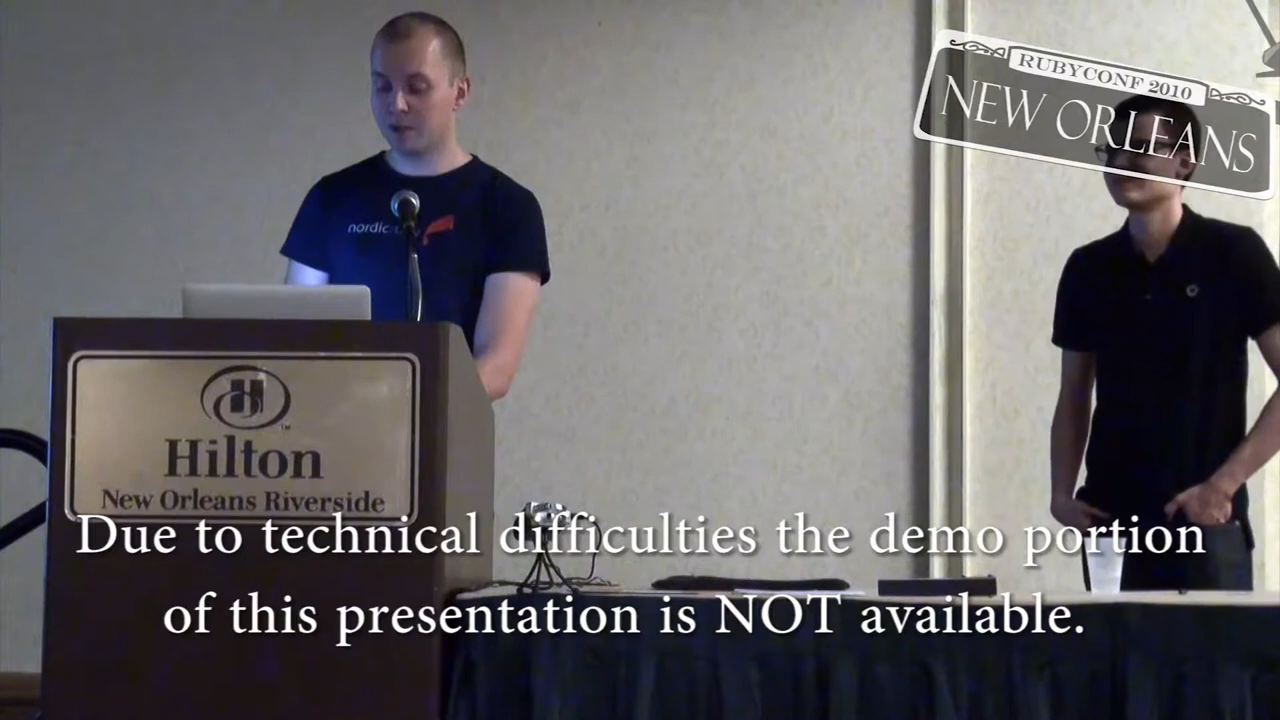 RUBYCONF 2010
NEW ORLEANS
nordic
Hilton
New Orleans Riverside
Due to technical difficulties the demo portion
of this presentation is NOT available.